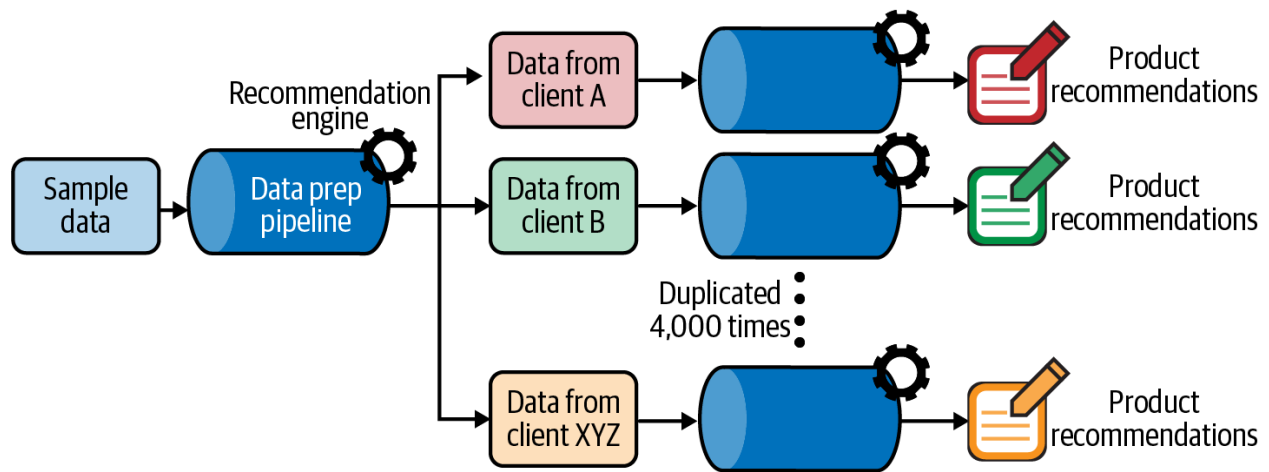 Recommendation
engine
Sample
data
Data prep
pipeline
Data from
client A
Product
recommendations
Data from
client B
Product
recommendations
Duplicated
4,000 times
Data from
client XYZ
Product
recommendations